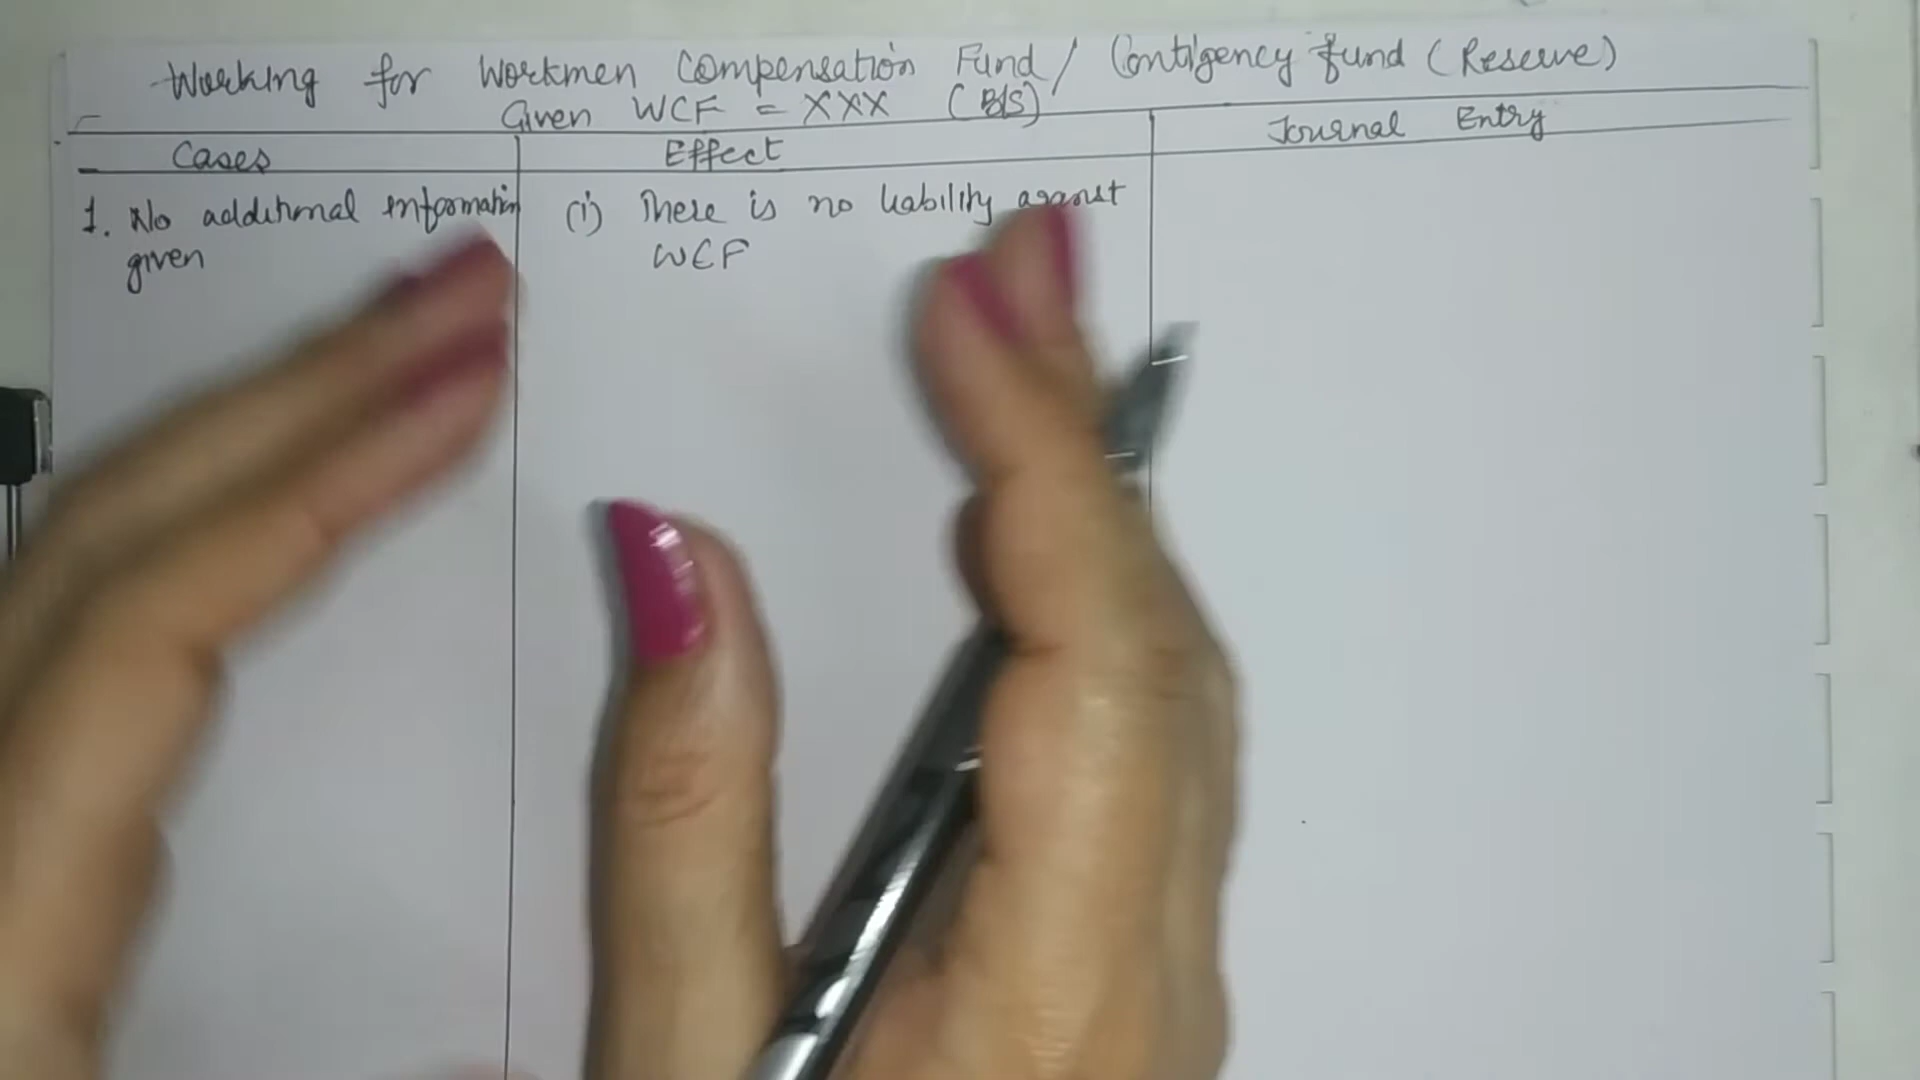 Working for Workmen Compensation Fund / Contigency fund (Reserve)
Given WCF = XXX (B/S)
Cases
Effect
Journal Entry
1. No additional information
given
(i) There is no liability against
WCF